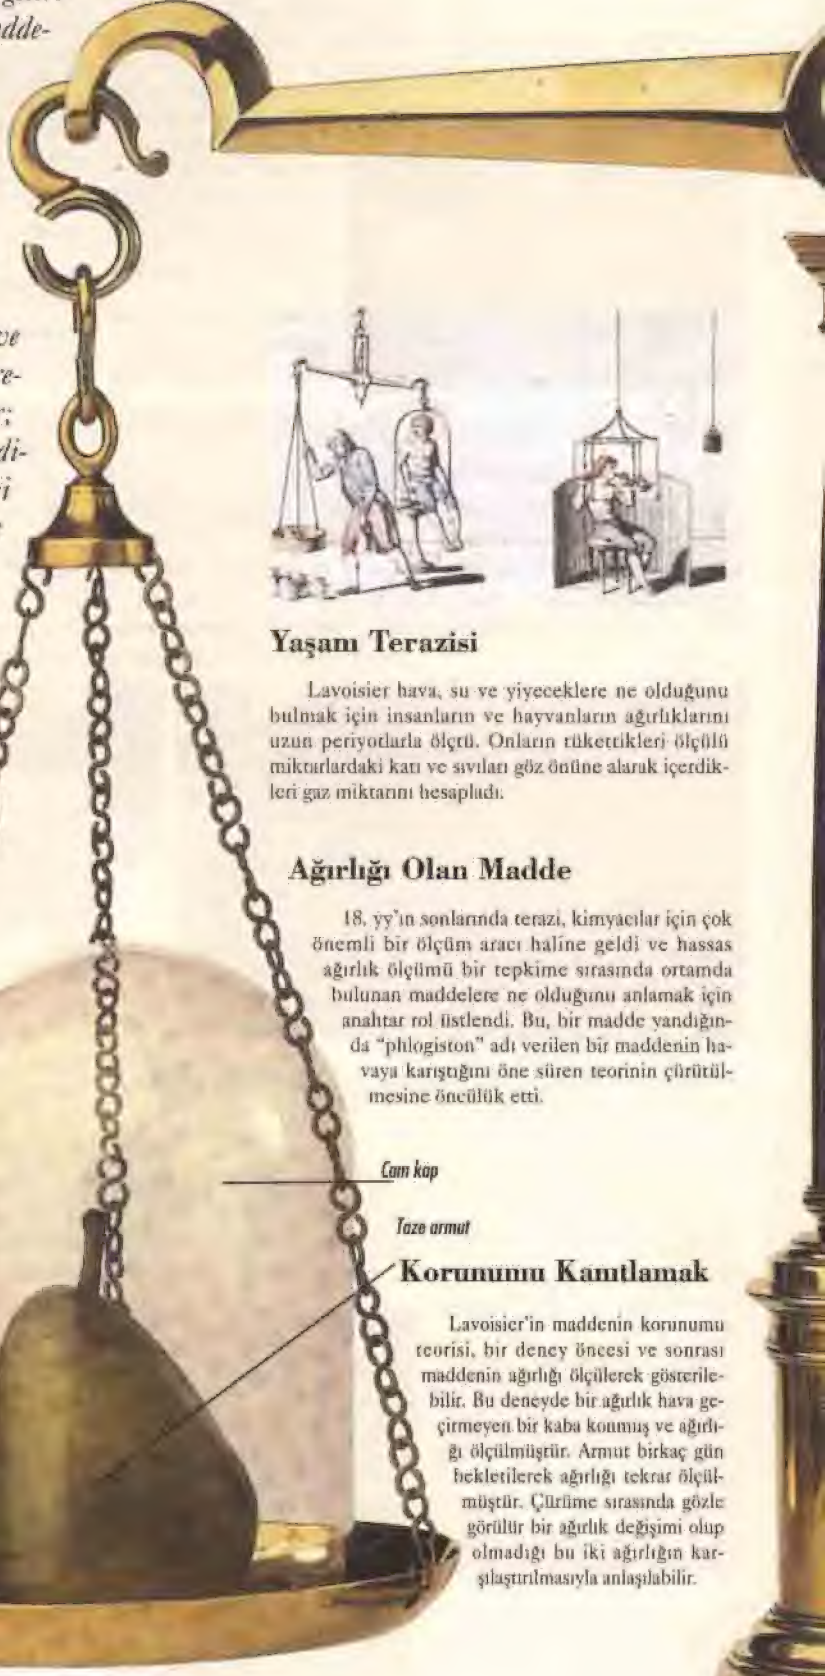 dde-
ve
re-
r;
di-
i
Yaşam Terazisi
Lavoisier hava, su ve yiyeceklere ne olduğunu
bulmak için insanların ve hayvanların ağırlıklarını
uzun periyotlarla ölçtü. Onların tükettikleri ölçülü
miktarlardaki katı ve sıvıları göz önüne alarak içerdik-
leri gaz miktarını hesapladı.
Ağırlığı Olan Madde
18. yy'ın sonlarında terazi, kimyacılar için çok
önemli bir ölçüm aracı haline geldi ve hassas
ağırlık ölçümü bir tepkime sırasında ortamda
bulunan maddelere ne olduğunu anlamak için
anahtar rol üstlendi. Bu, bir madde yandığın-
da "phlogiston" adı verilen bir maddenin ha-
vaya karıştığını öne süren teorinin çürütül-
mesine öncülük etti.
Cam kap
Taze armut
Korunumu Kanıtlamak
Lavoisier'in maddenin korunumu
teorisi, bir deney öncesi ve sonrası
maddenin ağırlığı ölçülerek gösterile-
bilir. Bu deneyde bir ağırlık hava ge-
çirmeyen bir kaba konmuş ve ağırlı-
ğı ölçülmüştür. Armut birkaç gün
bekletilerek ağırlığı tekrar ölçül-
müştür. Çürüme sırasında gözle
görülür bir ağırlık değişimi olup
olmadığı bu iki ağırlığın kar-
şılaştırılmasıyla anlaşılabilir.